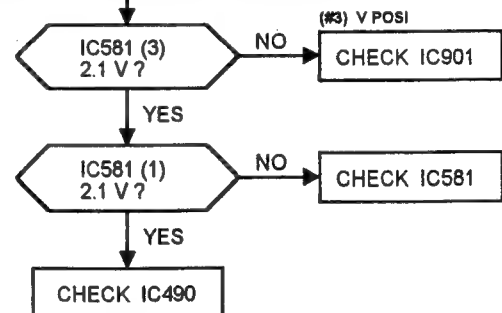 (#3) V POSI
IC581 (3)
2.1 V ?
NO
CHECK IC901
YES
IC581 (1)
2.1 V ?
NO
CHECK IC581
YES
CHECK IC490